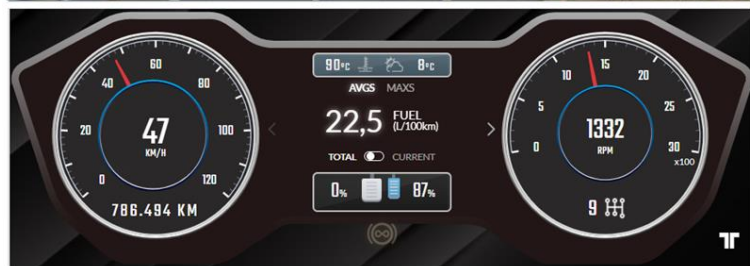 60
40
80
20
100
0
120
47
KM/H
786.494 KM
90°C 8°C
AVGS MAXS
22,5 FUEL
(L/100km)
TOTAL CURRENT
0% 87%
15
10
20
5
25
0
30
x100
1332
RPM
9